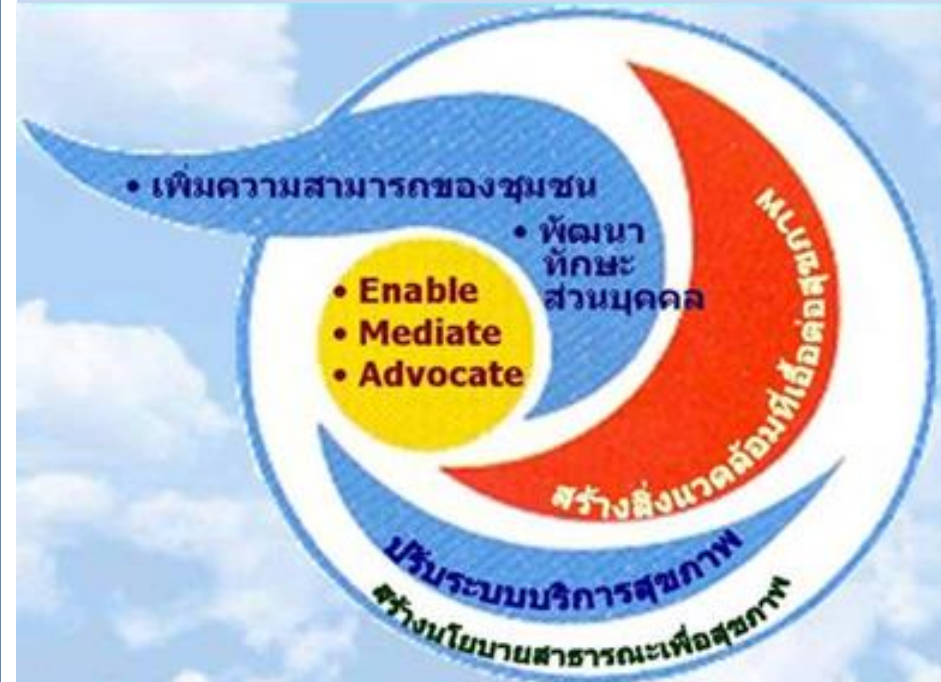 • เพิ่มความสามารถของชุมชน
• พัฒนา
ทักษะ
ส่วนบุคคล
• Enable
• Mediate
• Advocate
สร้างสิ่งแวดล้อมที่เอื้อต่อสุขภาพ
ปรับระบบบริการสุขภาพ
สร้างนโยบายสาธารณะเพื่อสุขภาพ